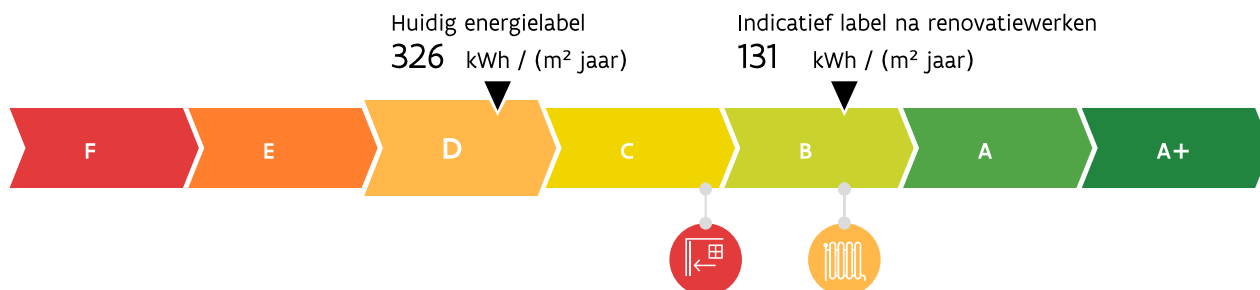 Huidig energielabel
326 kWh / (m² jaar)
Indicatief label na renovatiewerken
131 kWh / (m² jaar)
F E D C B A A+